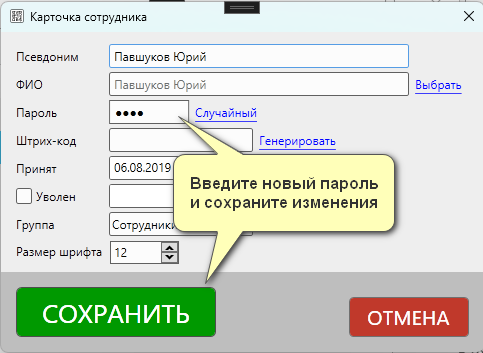 Карточка сотрудника
Псевдоним Павшуков Юрий
ФИО Павшуков Юрий Выбрать
Пароль ●●●● Случайный
Штрих-код Генерировать
Принят 06.08.2019
Введите новый пароль
и сохраните изменения
Уволен
Группа Сотрудники
Размер шрифта 12
СОХРАНИТЬ ОТМЕНА